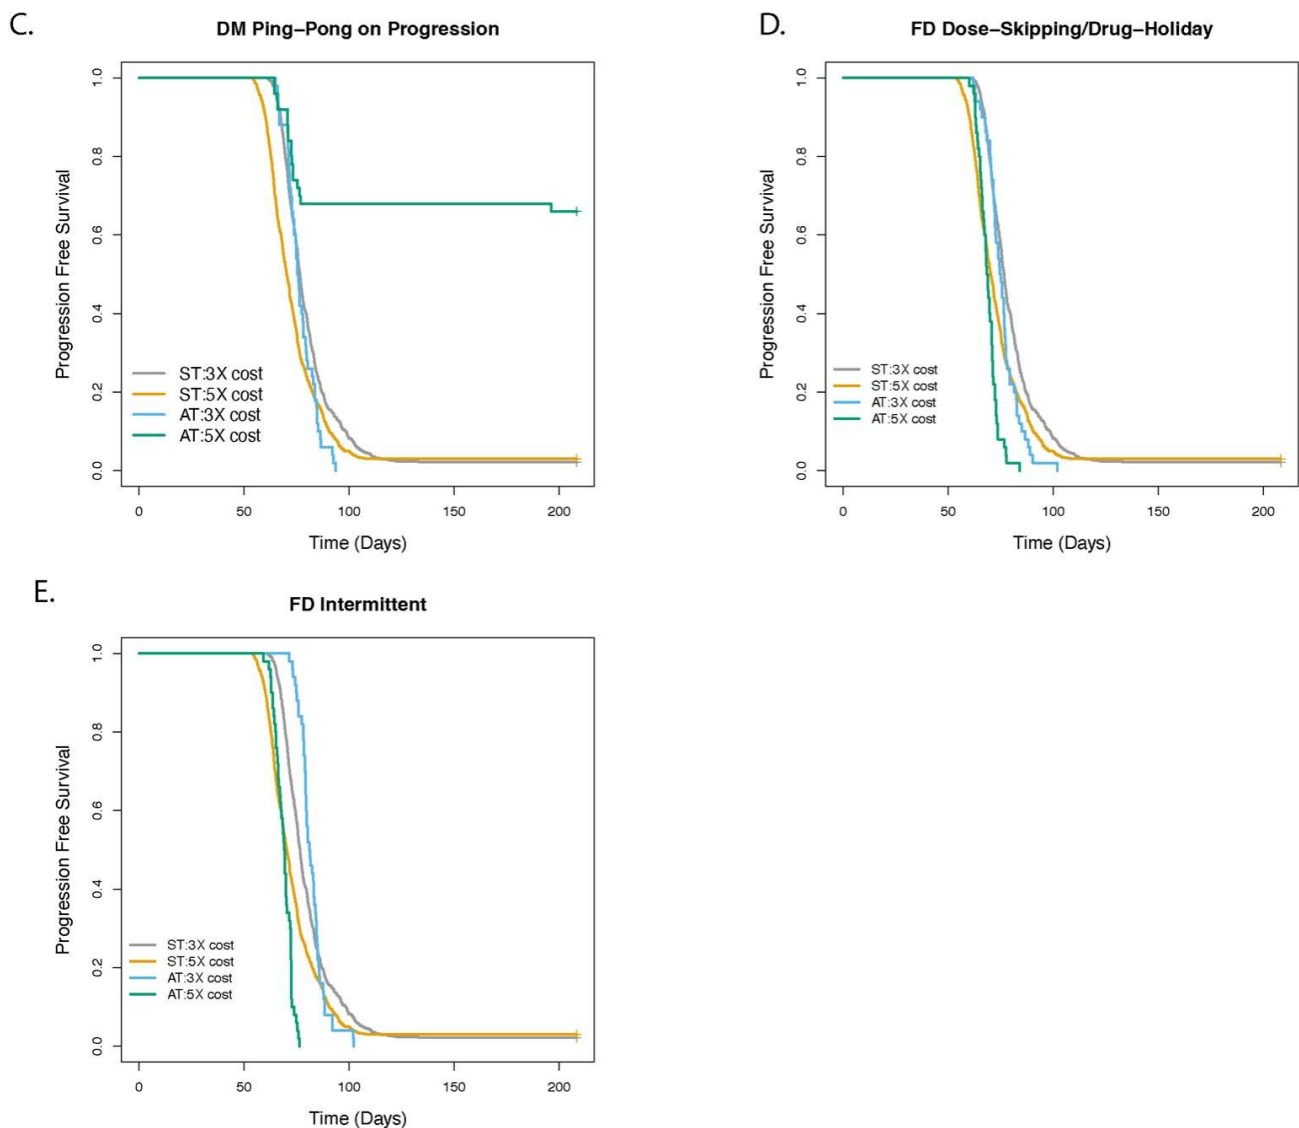 C.
DM Ping–Pong on Progression
Progression Free Survival
1.0
0.8
0.6
0.4
0.2
0.0
ST:3X cost
ST:5X cost
AT:3X cost
AT:5X cost
0 50 100 150 200
Time (Days)
D.
FD Dose–Skipping/Drug–Holiday
Progression Free Survival
1.0
0.8
0.6
0.4
0.2
0.0
ST:3X cost
ST:5X cost
AT:3X cost
AT:5X cost
0 50 100 150 200
Time (Days)
E.
FD Intermittent
Progression Free Survival
1.0
0.8
0.6
0.4
0.2
0.0
ST:3X cost
ST:5X cost
AT:3X cost
AT:5X cost
0 50 100 150 200
Time (Days)